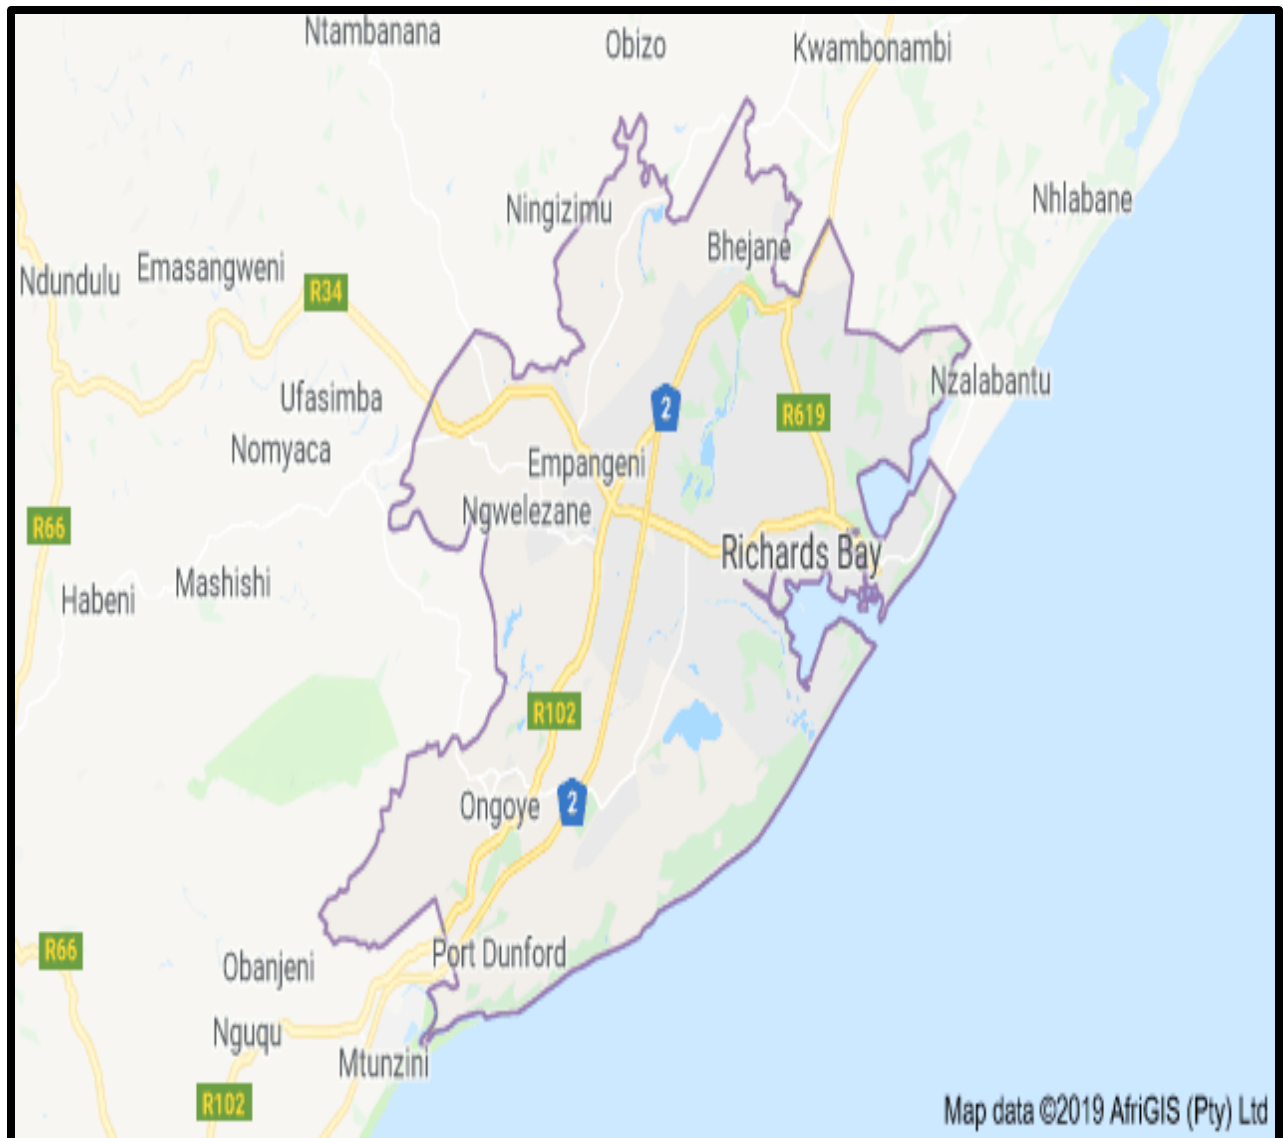 Ntambanana
Obizo
Kwambonambi
Nhlabane
Ningizimu
Bhejane
Emasangweni
Ndundulu
R34
Nzalabantu
Ufasimba
2
R619
Nomyaca
Empangeni
Ngwelezane
R66
Richards Bay
Mashishi
Habeni
R102
Ongoye
2
R66
Port Dunford
Obanjeni
Nguqu
Mtunzini
R102
Map data ©2019 AfriGIS (Pty) Ltd